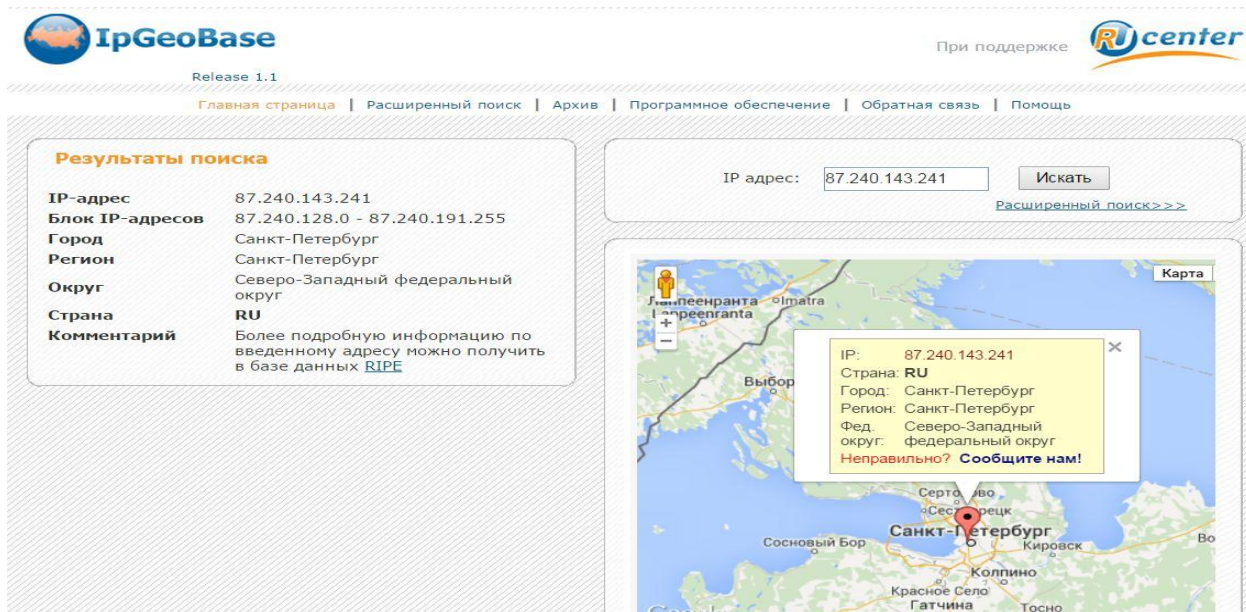 IpGeoBase
Release 1.1
При поддержке
RUcenter
Главная страница | Расширенный поиск | Архив | Программное обеспечение | Обратная связь | Помощь
Результаты поиска
IP-адрес 87.240.143.241
Блок IP-адресов 87.240.128.0 - 87.240.191.255
Город Санкт-Петербург
Регион Санкт-Петербург
Округ Северо-Западный федеральный
округ
Страна RU
Комментарий Более подробную информацию по
введенному адресу можно получить
в базе данных RIPE
IP адрес: 87.240.143.241 Искать
Расширенный поиск>>>
Карта
Imatra
Lappeenranta
Выбор
IP: 87.240.143.241
Страна: RU
Город: Санкт-Петербург
Регион: Санкт-Петербург
Фед. Северо-Западный
округ: федеральный округ
Неправильно? Сообщите нам!
Санкт-Петербург
Сосновый Бор
Кировск
Во
Колпино
Красное Село
Гатчина
Тосно